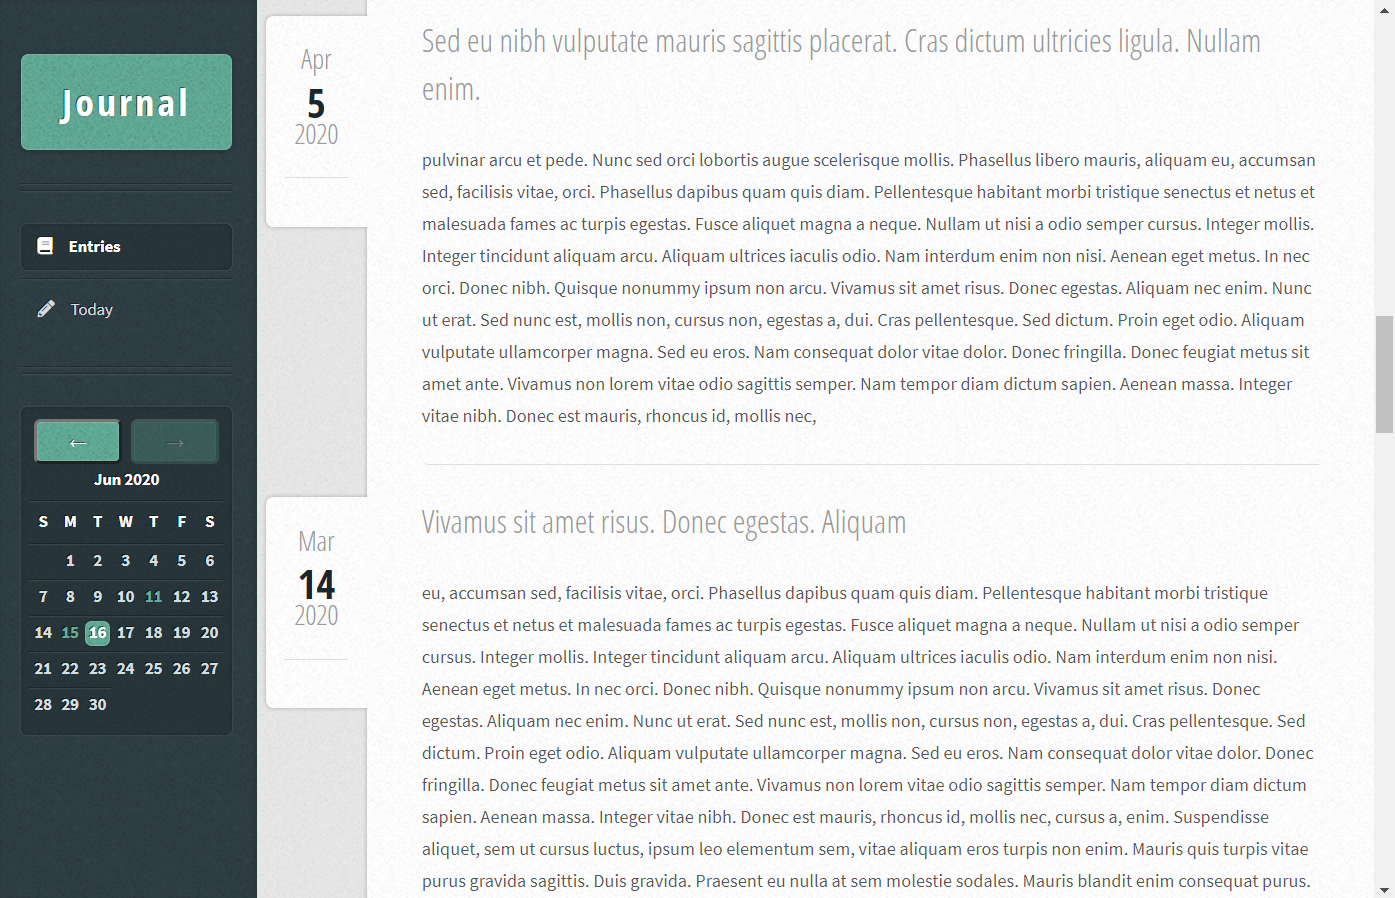 Journal
Entries
Today
← →
Jun 2020
S M T W T F S
1 2 3 4 5 6
7 8 9 10 11 12 13
14 15 16 17 18 19 20
21 22 23 24 25 26 27
28 29 30
Apr
5
2020
Sed eu nibh vulputate mauris sagittis placerat. Cras dictum ultricies ligula. Nullam
enim.
pulvinar arcu et pede. Nunc sed orci lobortis augue scelerisque mollis. Phasellus libero mauris, aliquam eu, accumsan
sed, facilisis vitae, orci. Phasellus dapibus quam quis diam. Pellentesque habitant morbi tristique senectus et netus et
malesuada fames ac turpis egestas. Fusce aliquet magna a neque. Nullam ut nisi a odio semper cursus. Integer mollis.
Integer tincidunt aliquam arcu. Aliquam ultrices iaculis odio. Nam interdum enim non nisi. Aenean eget metus. In nec
orci. Donec nibh. Quisque nonummy ipsum non arcu. Vivamus sit amet risus. Donec egestas. Aliquam nec enim. Nunc
ut erat. Sed nunc est, mollis non, cursus non, egestas a, dui. Cras pellentesque. Sed dictum. Proin eget odio. Aliquam
vulputate ullamcorper magna. Sed eu eros. Nam consequat dolor vitae dolor. Donec fringilla. Donec feugiat metus sit
amet ante. Vivamus non lorem vitae odio sagittis semper. Nam tempor diam dictum sapien. Aenean massa. Integer
vitae nibh. Donec est mauris, rhoncus id, mollis nec,
Mar
14
2020
Vivamus sit amet risus. Donec egestas. Aliquam
eu, accumsan sed, facilisis vitae, orci. Phasellus dapibus quam quis diam. Pellentesque habitant morbi tristique
senectus et netus et malesuada fames ac turpis egestas. Fusce aliquet magna a neque. Nullam ut nisi a odio semper
cursus. Integer mollis. Integer tincidunt aliquam arcu. Aliquam ultrices iaculis odio. Nam interdum enim non nisi.
Aenean eget metus. In nec orci. Donec nibh. Quisque nonummy ipsum non arcu. Vivamus sit amet risus. Donec
egestas. Aliquam nec enim. Nunc ut erat. Sed nunc est, mollis non, cursus non, egestas a, dui. Cras pellentesque. Sed
dictum. Proin eget odio. Aliquam vulputate ullamcorper magna. Sed eu eros. Nam consequat dolor vitae dolor. Donec
fringilla. Donec feugiat metus sit amet ante. Vivamus non lorem vitae odio sagittis semper. Nam tempor diam dictum
sapien. Aenean massa. Integer vitae nibh. Donec est mauris, rhoncus id, mollis nec, cursus a, enim. Suspendisse
aliquet, sem ut cursus luctus, ipsum leo elementum sem, vitae aliquam eros turpis non enim. Mauris quis turpis vitae
purus gravida sagittis. Duis gravida. Praesent eu nulla at sem molestie sodales. Mauris blandit enim consequat purus.